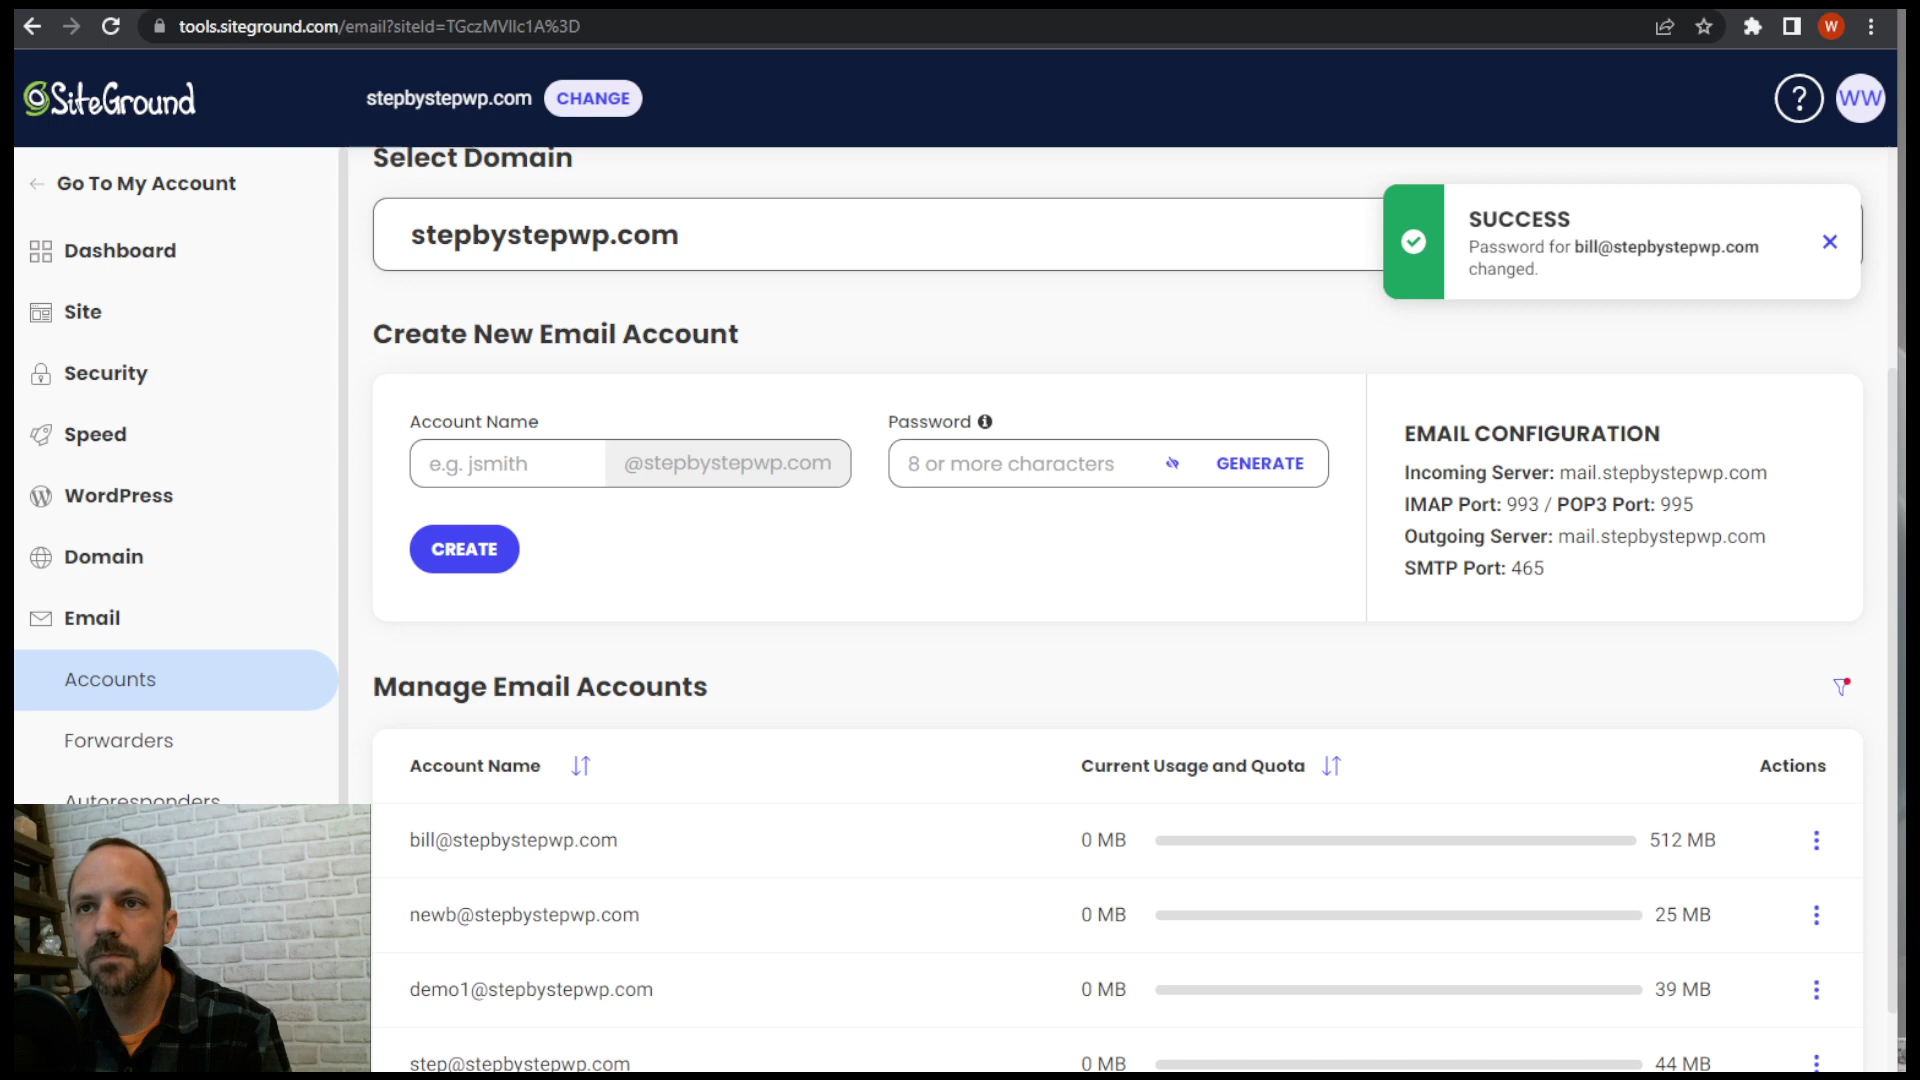 tools.siteground.com/email?siteId=TGczMVIlc1A%3D
W
SiteGround
stepbystepwp.com
CHANGE
?
WW
Go To My Account
Dashboard
Site
Security
Speed
WordPress
Domain
Email
Accounts
Forwarders
Autoresponders
Select Domain
stepbystepwp.com
SUCCESS
Password for bill@stepbystepwp.com
changed.
Create New Email Account
Account Name
e.g. jsmith
@stepbystepwp.com
Password
8 or more characters
GENERATE
CREATE
EMAIL CONFIGURATION
Incoming Server: mail.stepbystepwp.com
IMAP Port: 993 / POP3 Port: 995
Outgoing Server: mail.stepbystepwp.com
SMTP Port: 465
Manage Email Accounts
Account Name
Current Usage and Quota
Actions
bill@stepbystepwp.com
0 MB
512 MB
newb@stepbystepwp.com
0 MB
25 MB
demo1@stepbystepwp.com
0 MB
39 MB
step@stepbystepwp.com
0 MB
44 MB